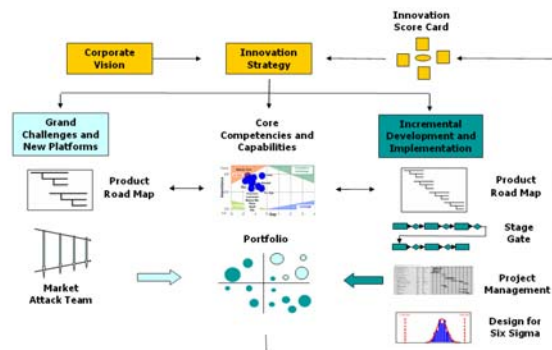 Innovation
Score Card
Corporate
Vision
Innovation
Strategy
Grand
Challenges and
New Platforms
Core
Competencies and
Capabilities
Incremental
Development and
Implementation
Product
Road Map
Product
Road Map
Portfolio
Stage
Gate
Market
Attack Team
Project
Management
Design for
Six Sigma